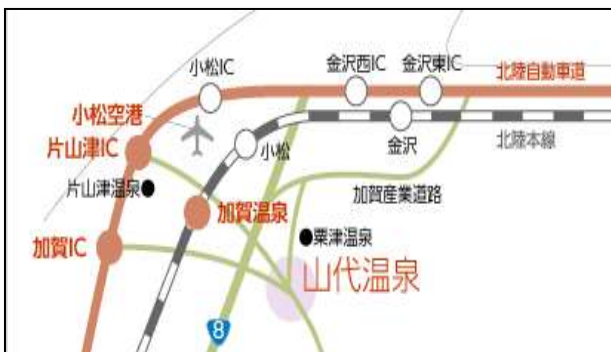 小松IC
金沢西IC
金沢東IC
北陸自動車道
小松空港
片山津IC
小松
金沢
北陸本線
片山津温泉
加賀温泉
加賀産業道路
加賀IC
粟津温泉
山代温泉
8